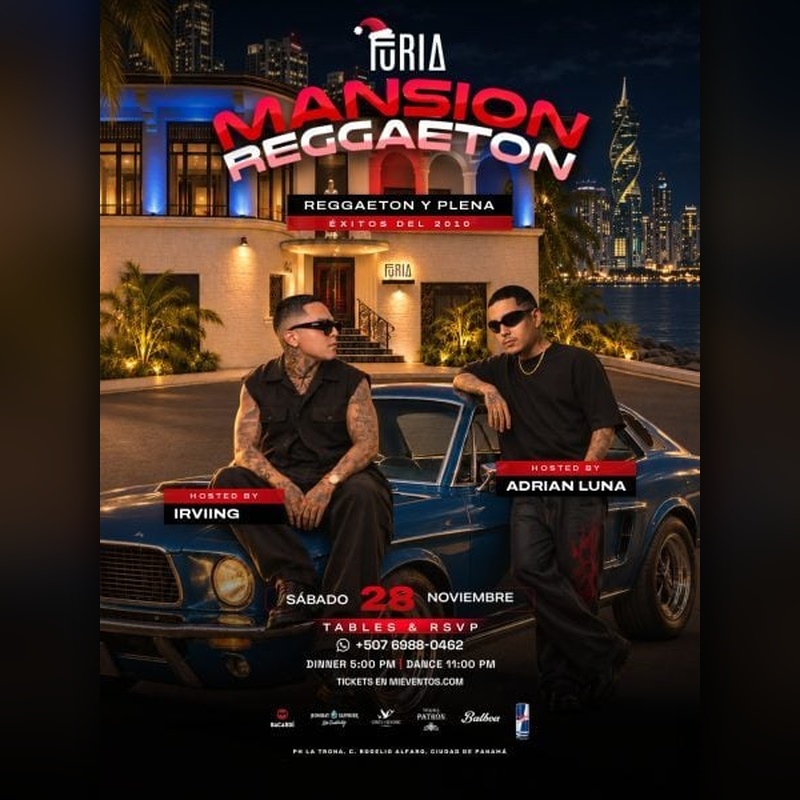 FURIA
MANSION
REGGAETON
REGGAETON Y PLENA
ÉXITOS DEL 2010
FURIA
HOSTED BY
IRVIING
HOSTED BY
ADRIAN LUNA
SÁBADO 28 NOVIEMBRE
TABLES & RSVP
+507 6988-0462
DINNER 5:00 PM | DANCE 11:00 PM
TICKETS EN MIEVENTOS.COM
BACARDÍ
BOMBAY SAPPHIRE
PATRÓN
Balboa
PH LA TRONA, C. ROGELIO ALFARO, CIUDAD DE PANAMÁ